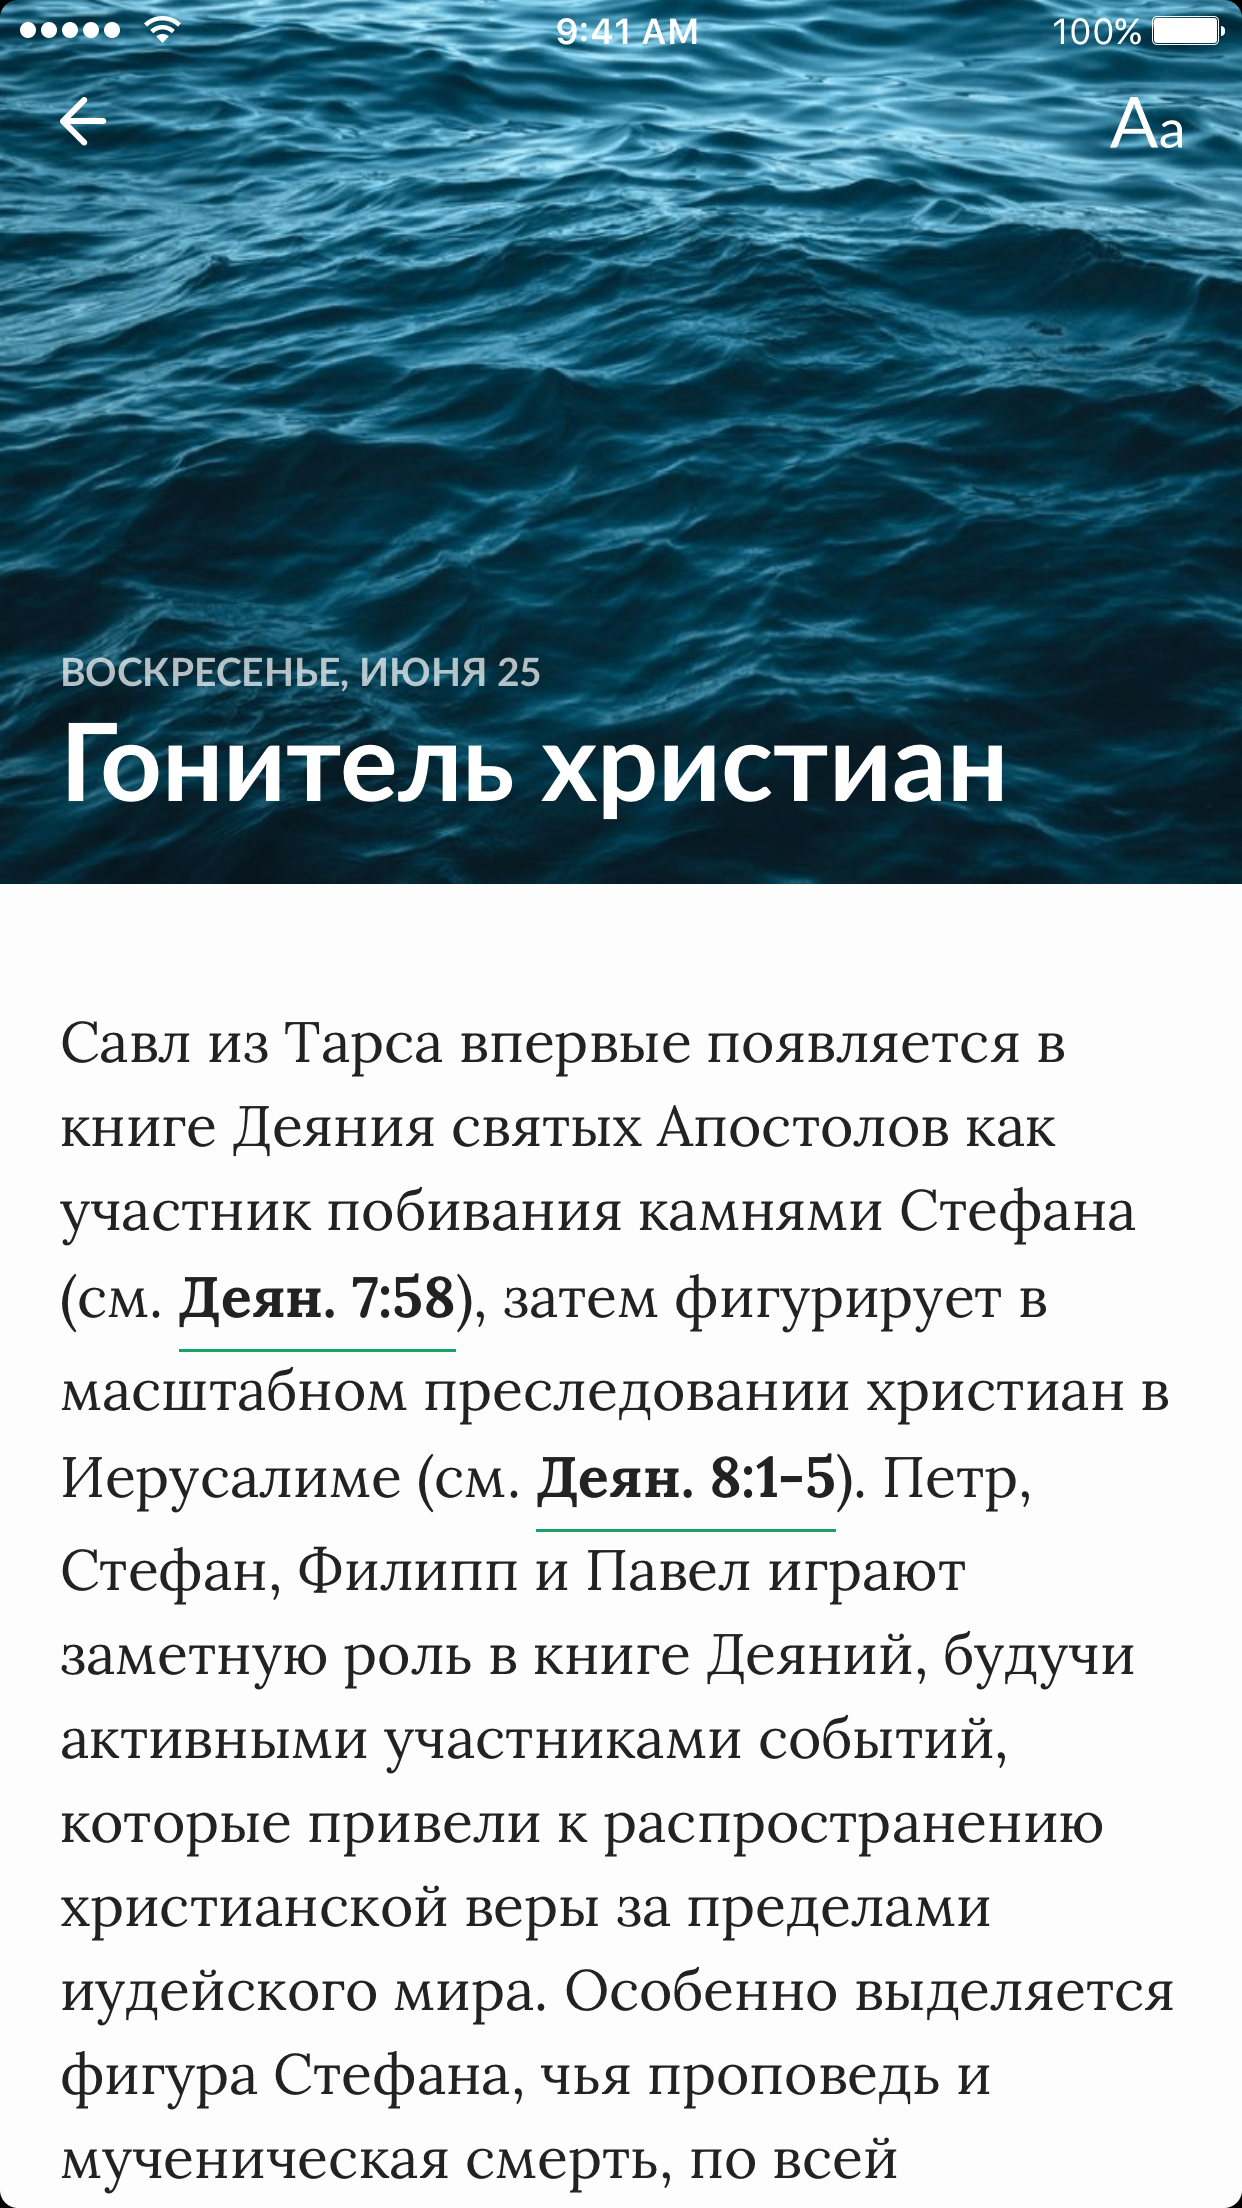 9:41 AM
100%
Aa
ВОСКРЕСЕНЬЕ, ИЮНЯ 25
Гонитель христиан
Савл из Тарса впервые появляется в
книге Деяния святых Апостолов как
участник побивания камнями Стефана
(см. Деян. 7:58), затем фигурирует в
масштабном преследовании христиан в
Иерусалиме (см. Деян. 8:1–5). Петр,
Стефан, Филипп и Павел играют
заметную роль в книге Деяний, будучи
активными участниками событий,
которые привели к распространению
христианской веры за пределами
иудейского мира. Особенно выделяется
фигура Стефана, чья проповедь и
мученическая смерть, по всей